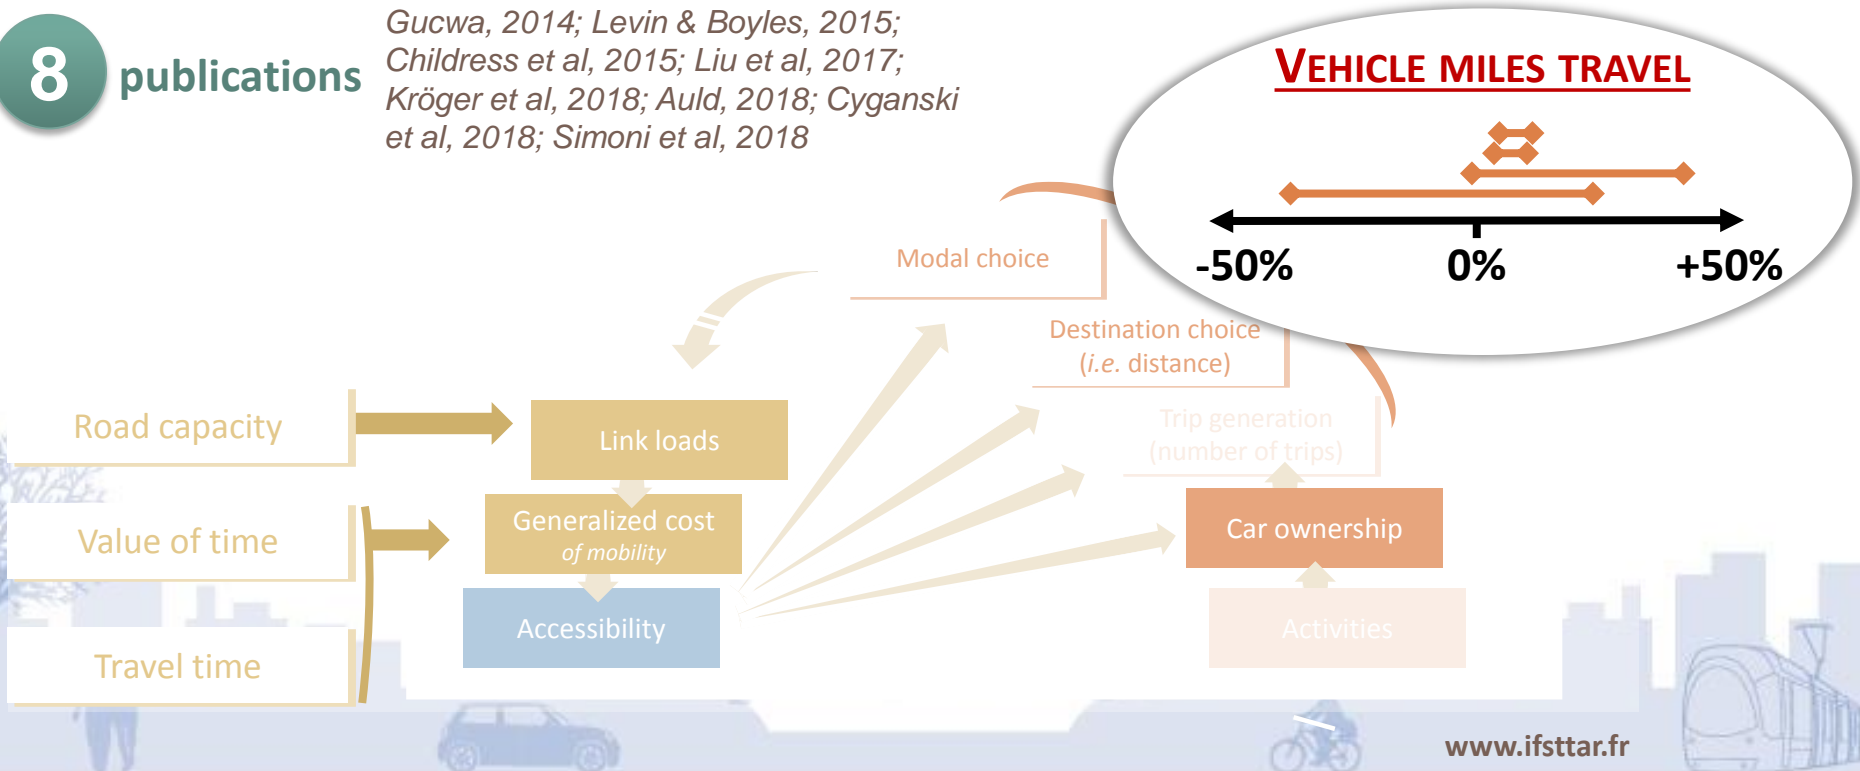 8 publications
Gucwa, 2014; Levin & Boyles, 2015;
Childress et al, 2015; Liu et al, 2017;
Kröger et al, 2018; Auld, 2018; Cyganski
et al, 2018; Simoni et al, 2018
VEHICLE MILES TRAVEL
-50% 0% +50%
Modal choice
Destination choice
(i.e. distance)
Trip generation
(number of trips)
Road capacity
Link loads
Value of time
Generalized cost
of mobility
Car ownership
Travel time
Accessibility
Activities
www.ifsttar.fr